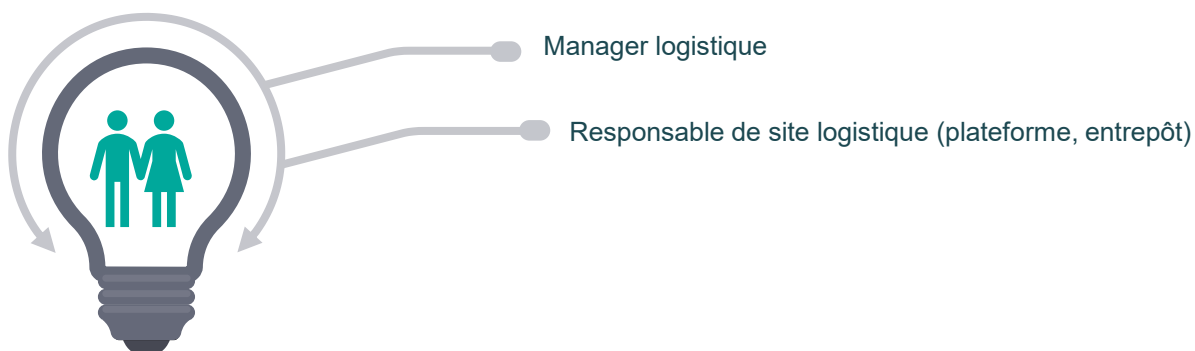 Manager logistique
Responsable de site logistique (plateforme, entrepôt)